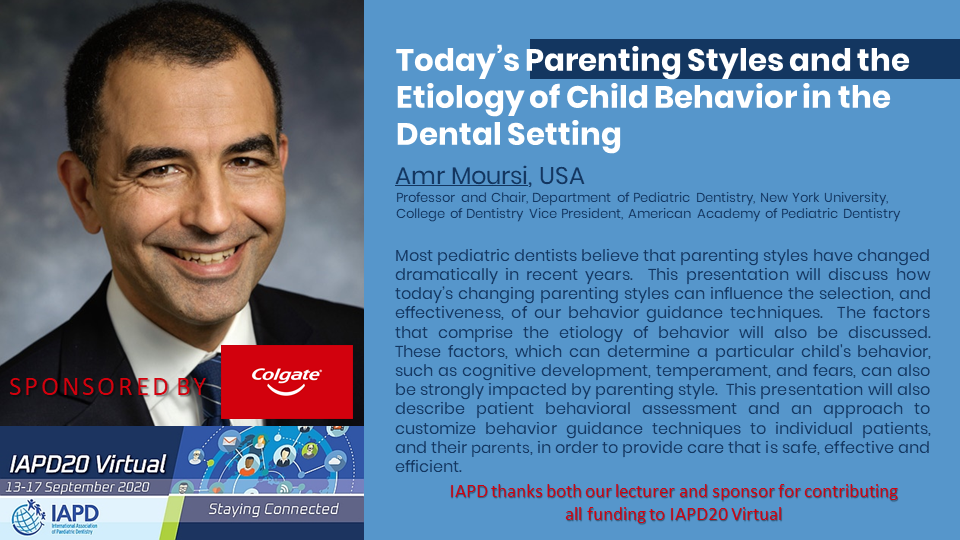 Today's Parenting Styles and the
Etiology of Child Behavior in the
Dental Setting
Amr Moursi, USA
Professor and Chair, Department of Pediatric Dentistry, New York University,
College of Dentistry Vice President, American Academy of Pediatric Dentistry
Most pediatric dentists believe that parenting styles have changed
dramatically in recent years. This presentation will discuss how
today's changing parenting styles can influence the selection, and
effectiveness, of our behavior guidance techniques. The factors
that comprise the etiology of behavior will also be discussed.
These factors, which can determine a particular child's behavior,
such as cognitive development, temperament, and fears, can also
be strongly impacted by parenting style. This presentation will also
describe patient behavioral assessment and an approach to
customize behavior guidance techniques to individual patients,
and their parents, in order to provide care that is safe, effective and
efficient.
IAPD thanks both our lecturer and sponsor for contributing
all funding to IAPD20 Virtual
SPONSORED BY
Colgate®
IAPD20 Virtual
13-17 September 2020
Staying Connected
IAPD
International Association
of Paediatric Dentistry